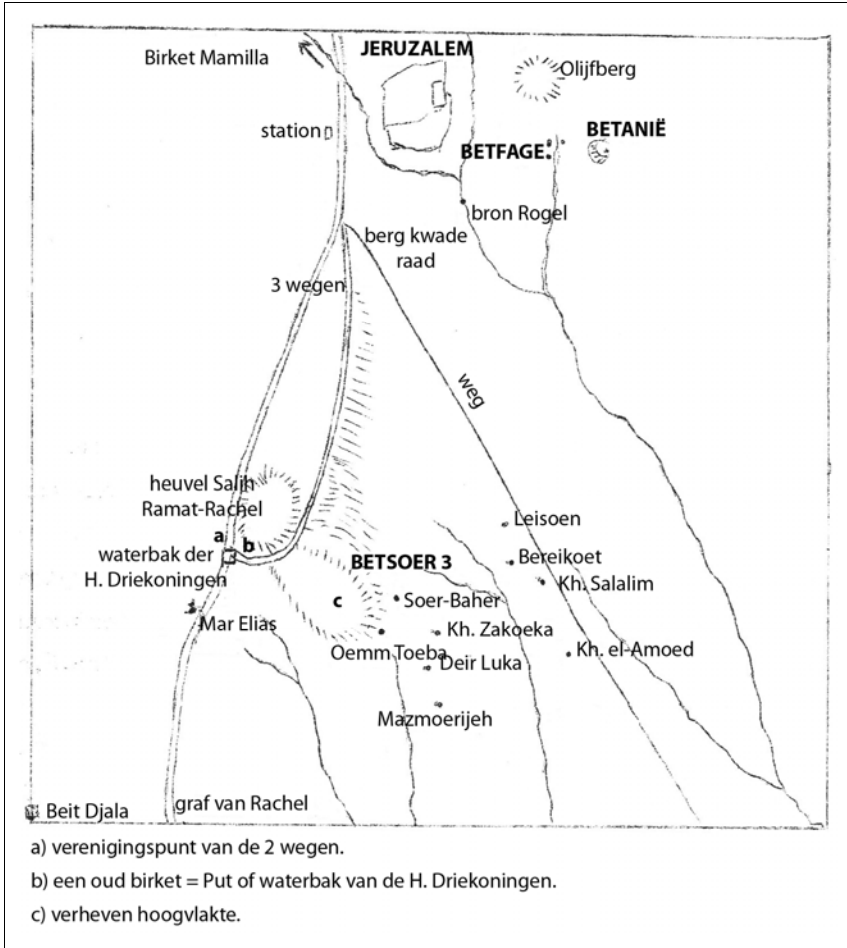 JERUZALEM
Birket Mamilla
Olijfberg
station
BETANIË
BETFAGE:
bron Rogel
berg kwade
raad
3 wegen
weg
heuvel Salih
Ramat-Rachel
a
b
waterbak der
H. Driekoningen
Leisoen
BETSOER 3
Bereikoet
Kh. Salalim
c
Soer-Baher
Mar Elias
Kh. Zakoeka
Oemm Toeba
Kh. el-Amoed
Deir Luka
Mazmoerijeh
graf van Rachel
Beit Djala
a) verenigingspunt van de 2 wegen.
b) een oud birket = Put of waterbak van de H. Driekoningen.
c) verheven hoogvlakte.